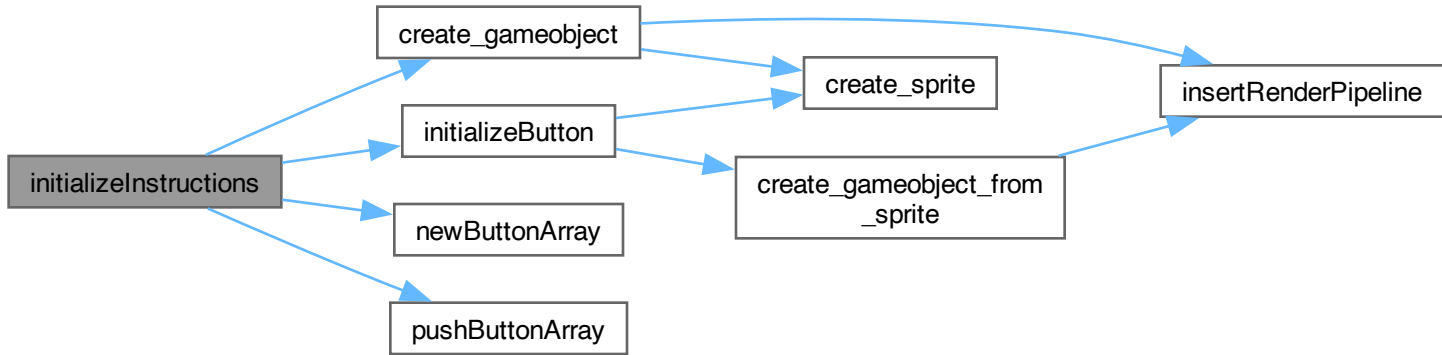 create_gameobject
create_sprite
insertRenderPipeline
initializeButton
initializeInstructions
create_gameobject_from
_sprite
newButtonArray
pushButtonArray